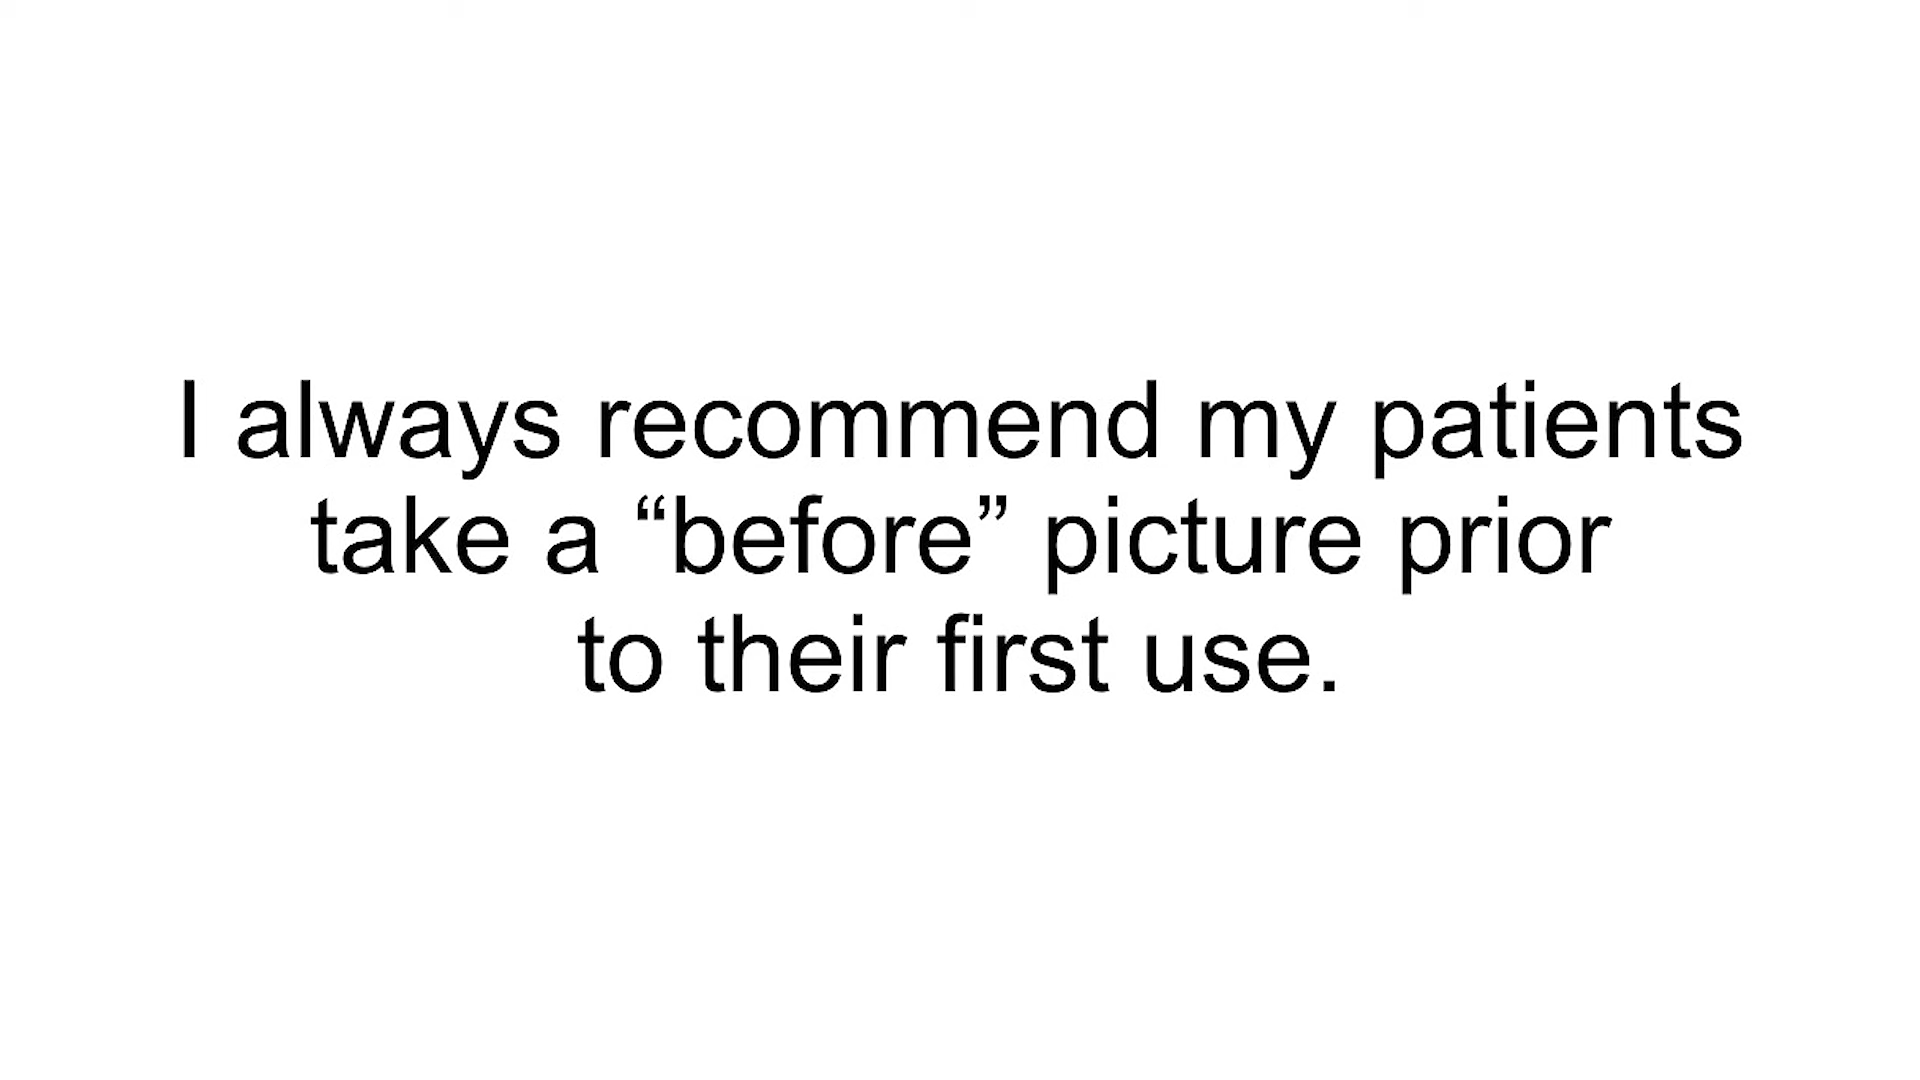 I always recommend my patients
take a “before” picture prior
to their first use.